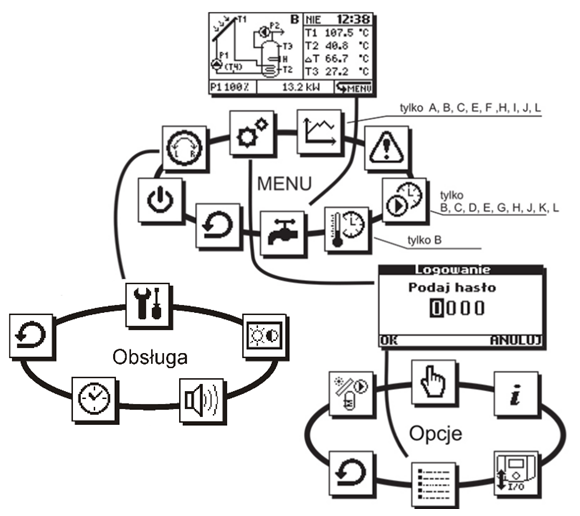 B NIE 12:38
T1 P2 T1 107.5 °C
T3 T2 40.8 °C
P1 H ΔT 66.7 °C
(T4) T2 T3 27.2 °C
P1 100% 13.2 kW MENU
tylko A, B, C, E, F ,H, I, J, L
L R
MENU
tylko
B, C, D, E, G, H, J, K, L
tylko B
Logowanie
Podaj hasło
0000
OK ANULUJ
Obsługa
i
Opcje
I/O